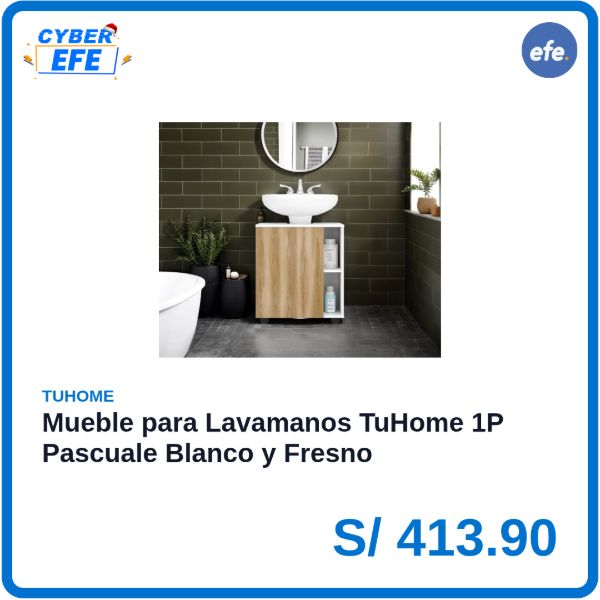 CYBER
EFE
efe.
TUHOME
Mueble para Lavamanos TuHome 1P
Pascuale Blanco y Fresno
S/ 413.90